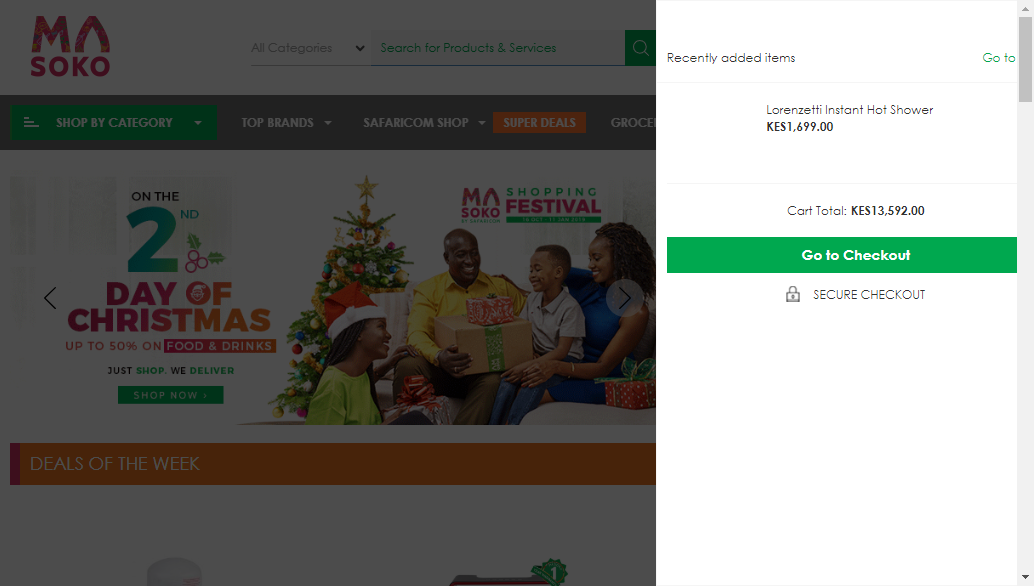 MA
SOKO
All Categories
Search for Products & Services
SHOP BY CATEGORY
TOP BRANDS
SAFARICOM SHOP
SUPER DEALS
GROCE
ON THE
2ND
DAY OF
CHRISTMAS
UP TO 50% ON FOOD & DRINKS
JUST SHOP. WE DELIVER
SHOP NOW ›
MA
SOKO
SHOPPING
FESTIVAL
DEALS OF THE WEEK
1
Recently added items
Go to
Lorenzetti Instant Hot Shower
KES1,699.00
Cart Total: KES13,592.00
Go to Checkout
SECURE CHECKOUT